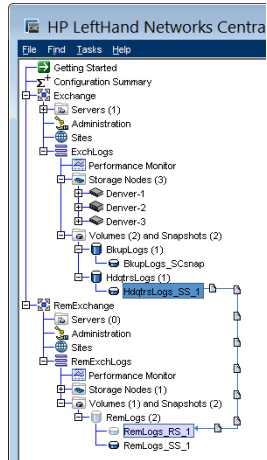 HP LeftHand Networks Centra
File Find Tasks Help
Getting Started
Configuration Summary
Exchange
Servers (1)
Administration
Sites
ExchLogs
Performance Monitor
Storage Nodes (3)
Denver-1
Denver-2
Denver-3
Volumes (2) and Snapshots (2)
BkupLogs (1)
BkupLogs_SCsnap
HdqtrsLogs (1)
HdqtrsLogs_SS_1
RemExchange
Servers (0)
Administration
Sites
RemExchLogs
Performance Monitor
Storage Nodes (1)
Volumes (1) and Snapshots (2)
RemLogs (2)
RemLogs_RS_1
RemLogs_SS_1